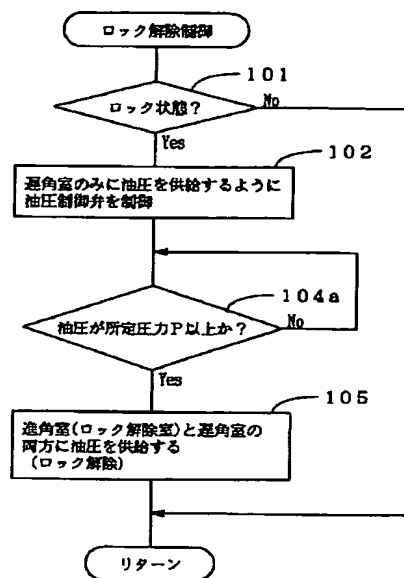 ロック解除制御
101
ロック状態?
No
Yes
102
遅角室のみに油圧を供給するように
油圧制御弁を制御
104a
油圧が所定圧力P以上か?
No
Yes
105
進角室(ロック解除室)と遅角室の
両方に油圧を供給する
(ロック解除)
リターン